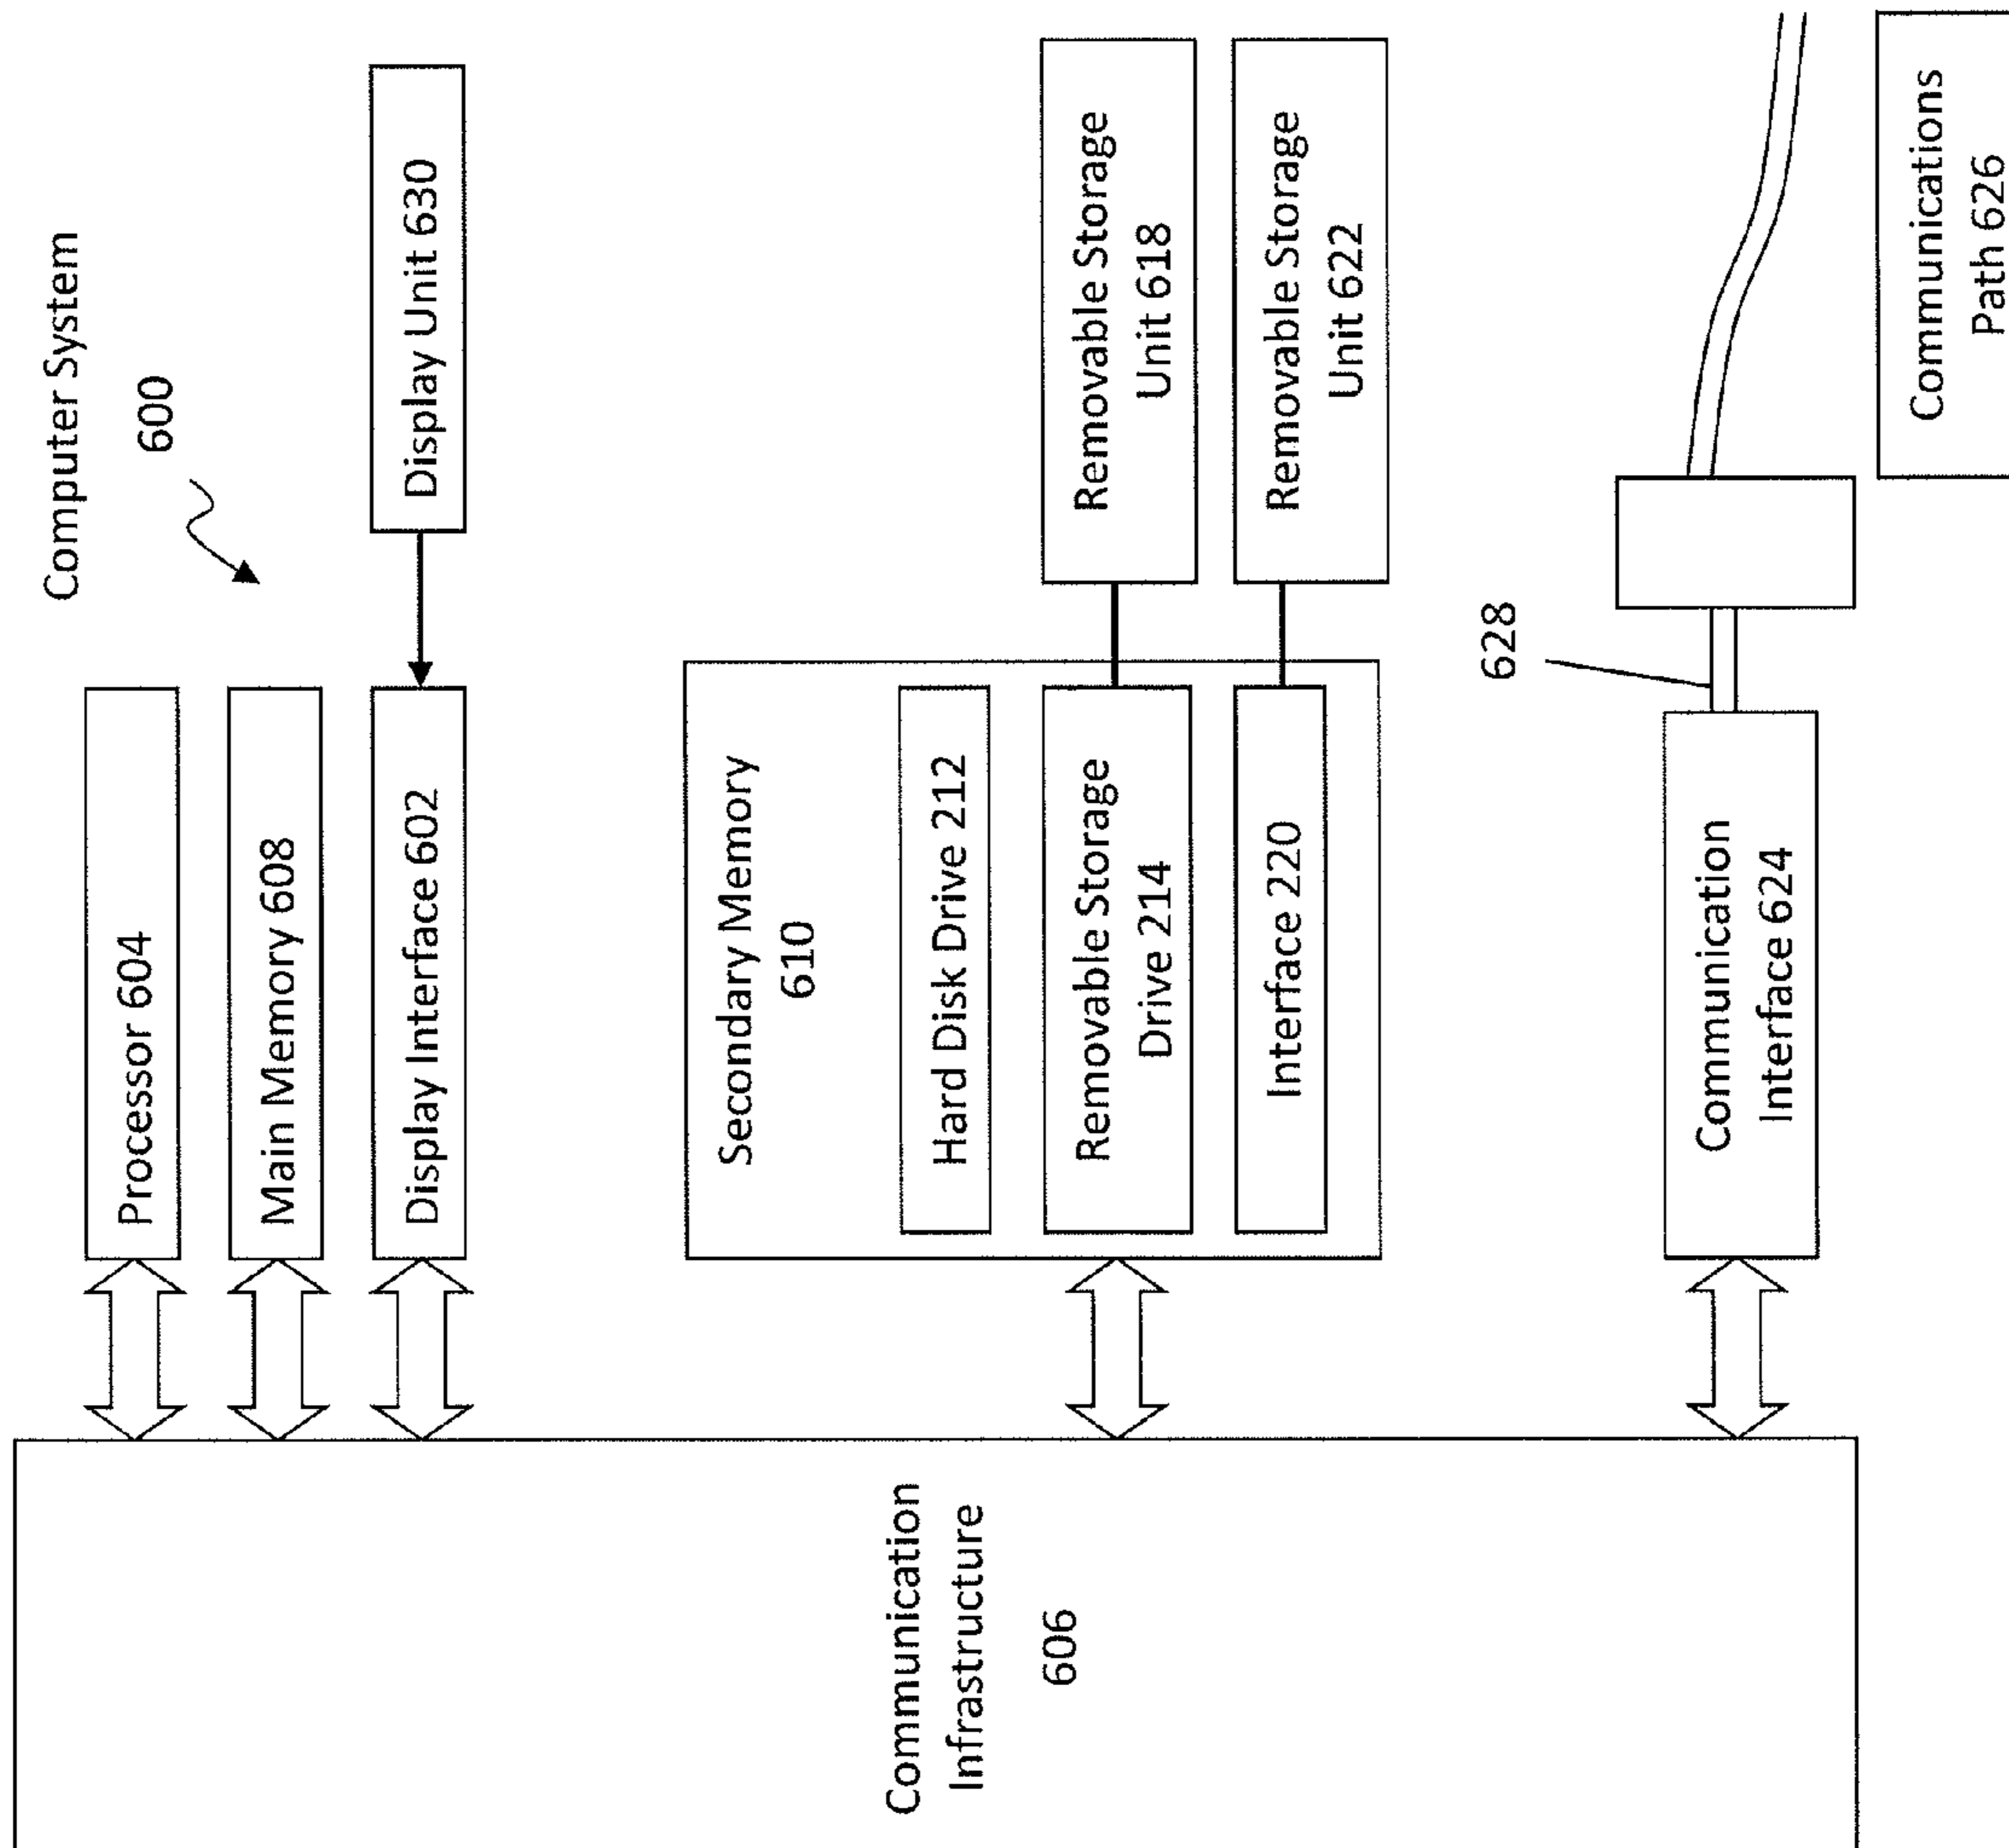 Computer System
600
Processor 604
Main Memory 608
Display Interface 602
Display Unit 630
Secondary Memory
610
Hard Disk Drive 212
Removable Storage
Drive 214
Interface 220
Removable Storage
Unit 618
Removable Storage
Unit 622
Communication
Infrastructure
606
628
Communication
Interface 624
Communications
Path 626